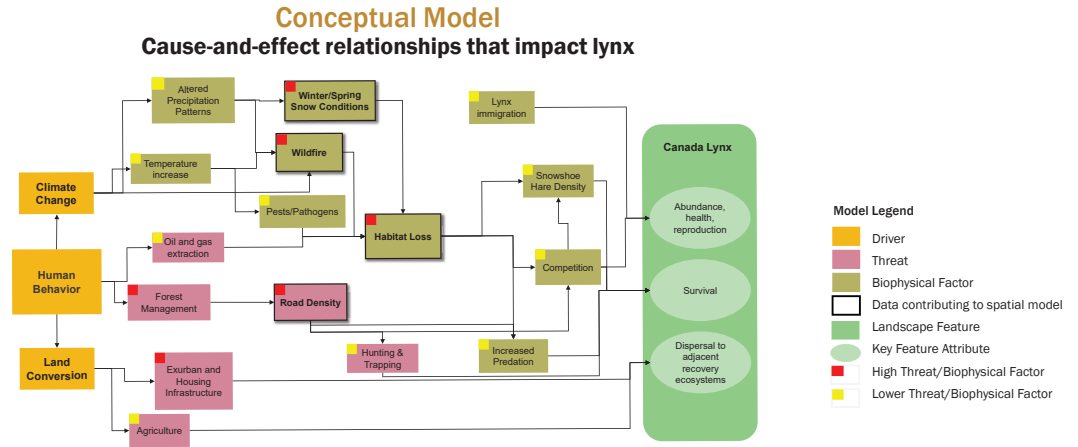 Conceptual Model
Cause-and-effect relationships that impact lynx
Altered
Precipitation
Patterns
Winter/Spring
Snow Conditions
Lynx
immigration
Canada Lynx
Wildfire
Temperature
increase
Snowshoe
Hare Density
Climate
Change
Pests/Pathogens
Abundance,
health,
reproduction
Habitat Loss
Oil and gas
extraction
Human
Behavior
Competition
Survival
Forest
Management
Road Density
Hunting &
Trapping
Increased
Predation
Dispersal to
adjacent
recovery
ecosystems
Land
Conversion
Exurban and
Housing
Infrastructure
Agriculture
Model Legend
Driver
Threat
Biophysical Factor
Data contributing to spatial model
Landscape Feature
Key Feature Attribute
High Threat/Biophysical Factor
Lower Threat/Biophysical Factor